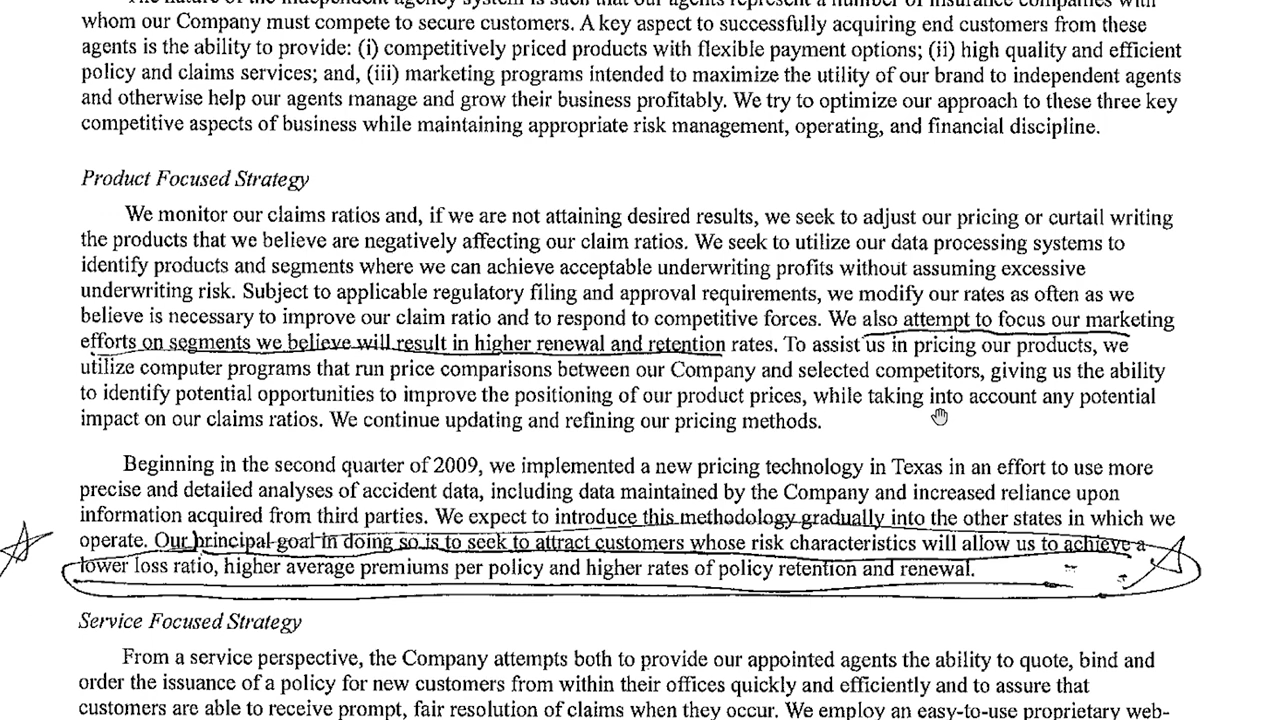 The nature of the independent agency system is such that our agents represent a number of insurance companies with
whom our Company must compete to secure customers. A key aspect to successfully acquiring end customers from these
agents is the ability to provide: (i) competitively priced products with flexible payment options; (ii) high quality and efficient
policy and claims services; and, (iii) marketing programs intended to maximize the utility of our brand to independent agents
and otherwise help our agents manage and grow their business profitably. We try to optimize our approach to these three key
competitive aspects of business while maintaining appropriate risk management, operating, and financial discipline.
Product Focused Strategy
We monitor our claims ratios and, if we are not attaining desired results, we seek to adjust our pricing or curtail writing
the products that we believe are negatively affecting our claim ratios. We seek to utilize our data processing systems to
identify products and segments where we can achieve acceptable underwriting profits without assuming excessive
underwriting risk. Subject to applicable regulatory filing and approval requirements, we modify our rates as often as we
believe is necessary to improve our claim ratio and to respond to competitive forces. We also attempt to focus our marketing
efforts on segments we believe will result in higher renewal and retention rates. To assist us in pricing our products, we
utilize computer programs that run price comparisons between our Company and selected competitors, giving us the ability
to identify potential opportunities to improve the positioning of our product prices, while taking into account any potential
impact on our claims ratios. We continue updating and refining our pricing methods.
Beginning in the second quarter of 2009, we implemented a new pricing technology in Texas in an effort to use more
precise and detailed analyses of accident data, including data maintained by the Company and increased reliance upon
information acquired from third parties. We expect to introduce this methodology gradually into the other states in which we
operate. Our principal goal in doing so is to seek to attract customers whose risk characteristics will allow us to achieve a
lower loss ratio, higher average premiums per policy and higher rates of policy retention and renewal.
Service Focused Strategy
From a service perspective, the Company attempts both to provide our appointed agents the ability to quote, bind and
order the issuance of a policy for new customers from within their offices quickly and efficiently and to assure that
customers are able to receive prompt, fair resolution of claims when they occur. We employ an easy-to-use proprietary web-